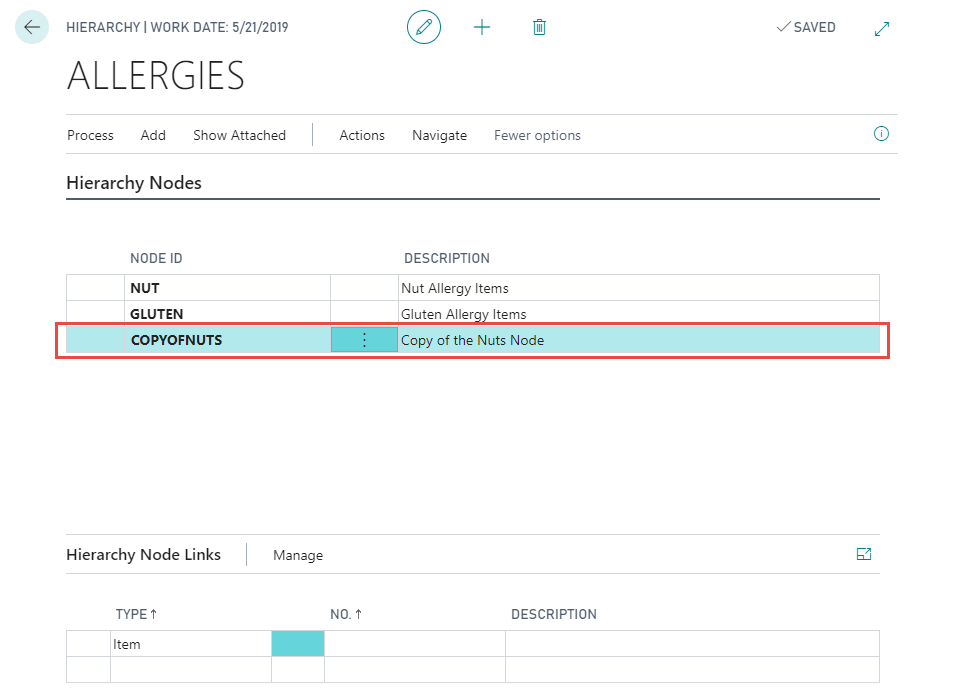 HIERARCHY | WORK DATE: 5/21/2019
SAVED
ALLERGIES
Process Add Show Attached Actions Navigate Fewer options
Hierarchy Nodes
NODE ID DESCRIPTION
NUT Nut Allergy Items
GLUTEN Gluten Allergy Items
COPYOFNUTS Copy of the Nuts Node
Hierarchy Node Links Manage
TYPE↑ NO. ↑ DESCRIPTION
Item